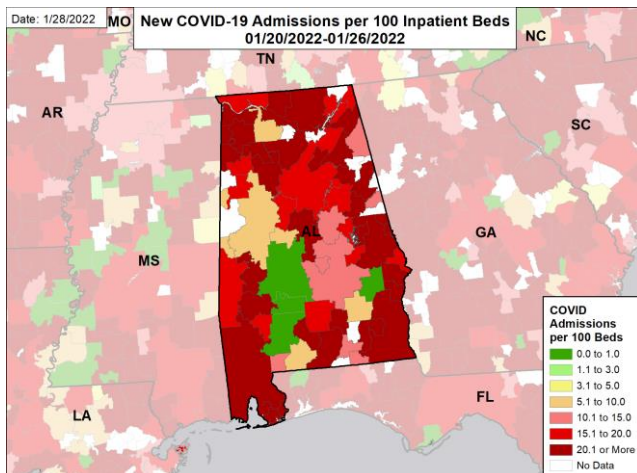 Date: 1/28/2022
New COVID-19 Admissions per 100 Inpatient Beds
01/20/2022-01/26/2022
MO
NC
TN
AR
SC
AL
MS
GA
LA
FL
COVID
Admissions
per 100 Beds
0.0 to 1.0
1.1 to 3.0
3.1 to 5.0
5.1 to 10.0
10.1 to 15.0
15.1 to 20.0
20.1 or More
No Data